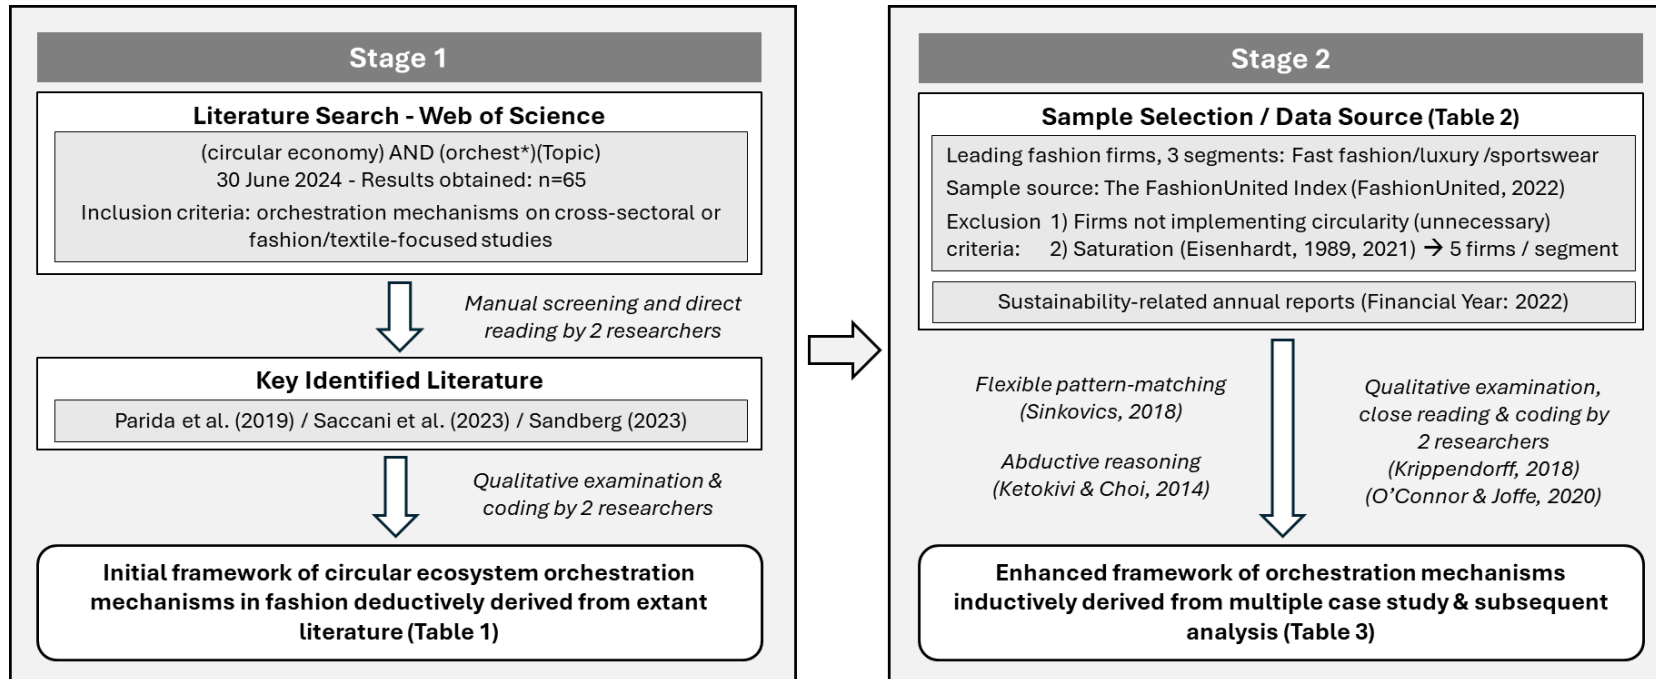 Stage 1
Literature Search - Web of Science
(circular economy) AND (orchest*)(Topic)
30 June 2024 - Results obtained: n=65
Inclusion criteria: orchestration mechanisms on cross-sectoral or
fashion/textile-focused studies
Manual screening and direct
reading by 2 researchers
Key Identified Literature
Parida et al. (2019) / Saccani et al. (2023) / Sandberg (2023)
Qualitative examination &
coding by 2 researchers
Initial framework of circular ecosystem orchestration
mechanisms in fashion deductively derived from extant
literature (Table 1)
Stage 2
Sample Selection / Data Source (Table 2)
Leading fashion firms, 3 segments: Fast fashion/luxury /sportswear
Sample source: The FashionUnited Index (FashionUnited, 2022)
Exclusion 1) Firms not implementing circularity (unnecessary)
criteria: 2) Saturation (Eisenhardt, 1989, 2021) → 5 firms / segment
Sustainability-related annual reports (Financial Year: 2022)
Flexible pattern-matching
(Sinkovics, 2018)
Abductive reasoning
(Ketokivi & Choi, 2014)
Qualitative examination,
close reading & coding by
2 researchers
(Krippendorff, 2018)
(O’Connor & Joffe, 2020)
Enhanced framework of orchestration mechanisms
inductively derived from multiple case study & subsequent
analysis (Table 3)